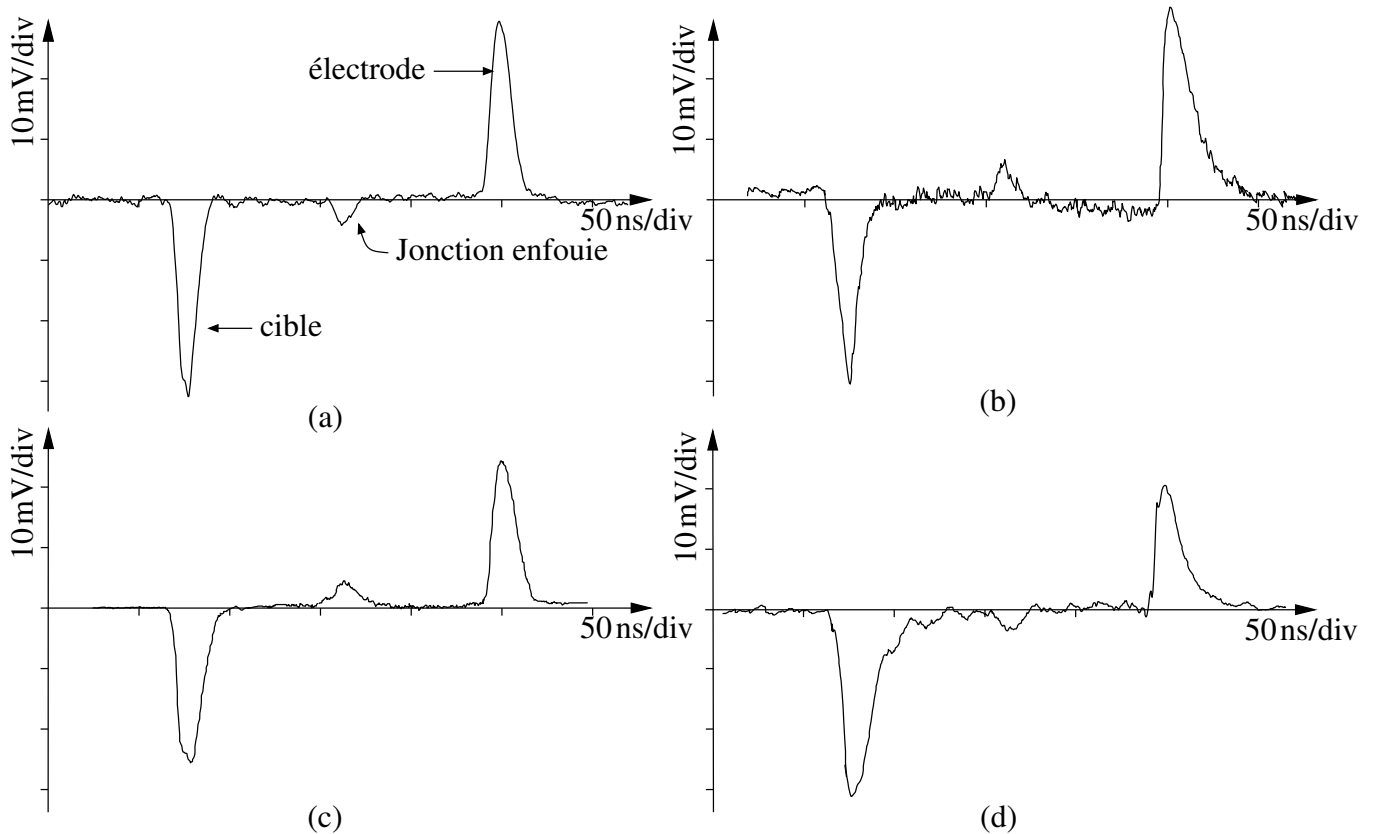 10 mV/div
électrode
50 ns/div
Jonction enfouie
cible
(a)
10 mV/div
50 ns/div
(b)
10 mV/div
50 ns/div
(c)
10 mV/div
50 ns/div
(d)